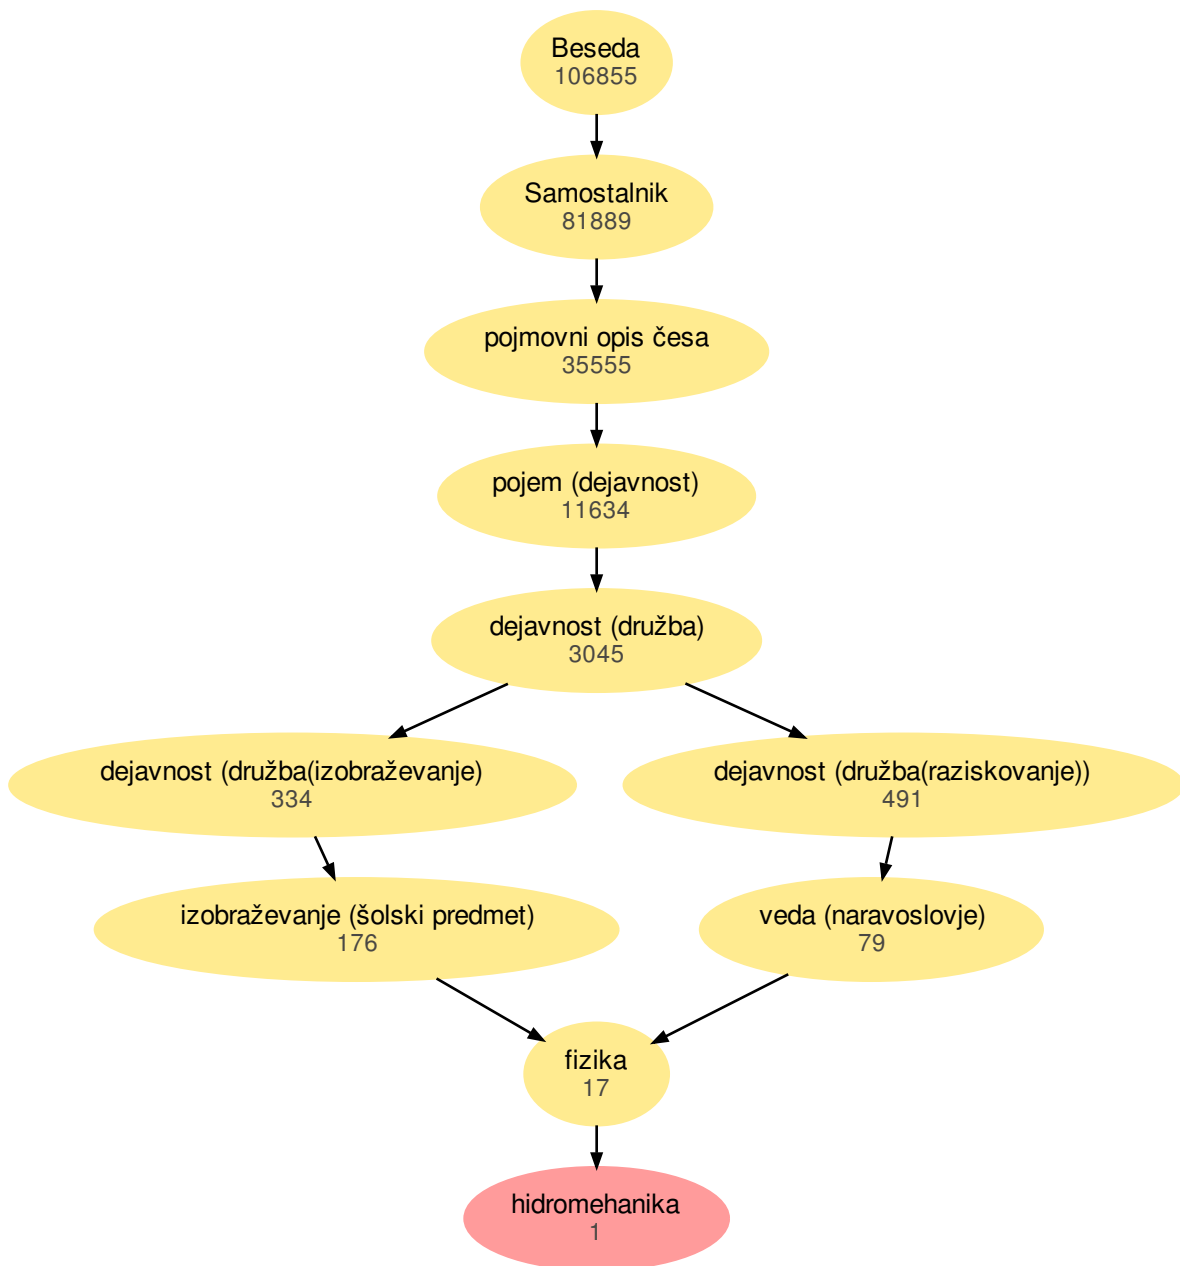 Beseda
106855
Samostalnik
81889
pojmovni opis česa
35555
pojem (dejavnost)
11634
dejavnost (družba)
3045
dejavnost (družba(izobraževanje)
334
dejavnost (družba(raziskovanje))
491
izobraževanje (šolski predmet)
176
veda (naravoslovje)
79
fizika
17
hidromehanika
1